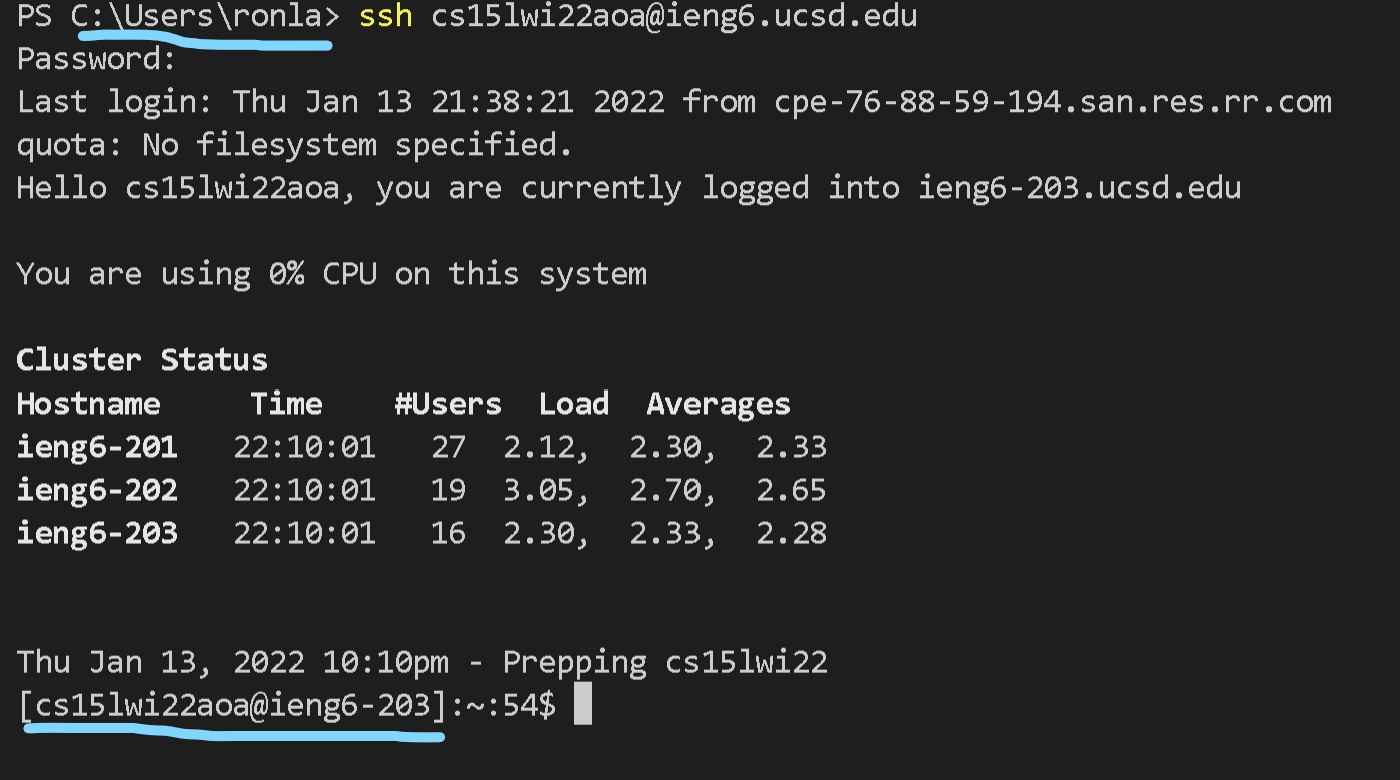 PS C:\Users\ronla> ssh cs15lwi22aoa@ieng6.ucsd.edu
Password:
Last login: Thu Jan 13 21:38:21 2022 from cpe-76-88-59-194.san.res.rr.com
quota: No filesystem specified.
Hello cs15lwi22aoa, you are currently logged into ieng6-203.ucsd.edu
You are using 0% CPU on this system
Cluster Status
Hostname     Time    #Users  Load  Averages
ieng6-201   22:10:01   27  2.12,  2.30,  2.33
ieng6-202   22:10:01   19  3.05,  2.70,  2.65
ieng6-203   22:10:01   16  2.30,  2.33,  2.28
Thu Jan 13, 2022 10:10pm - Prepping cs15lwi22
[cs15lwi22aoa@ieng6-203]:~:54$